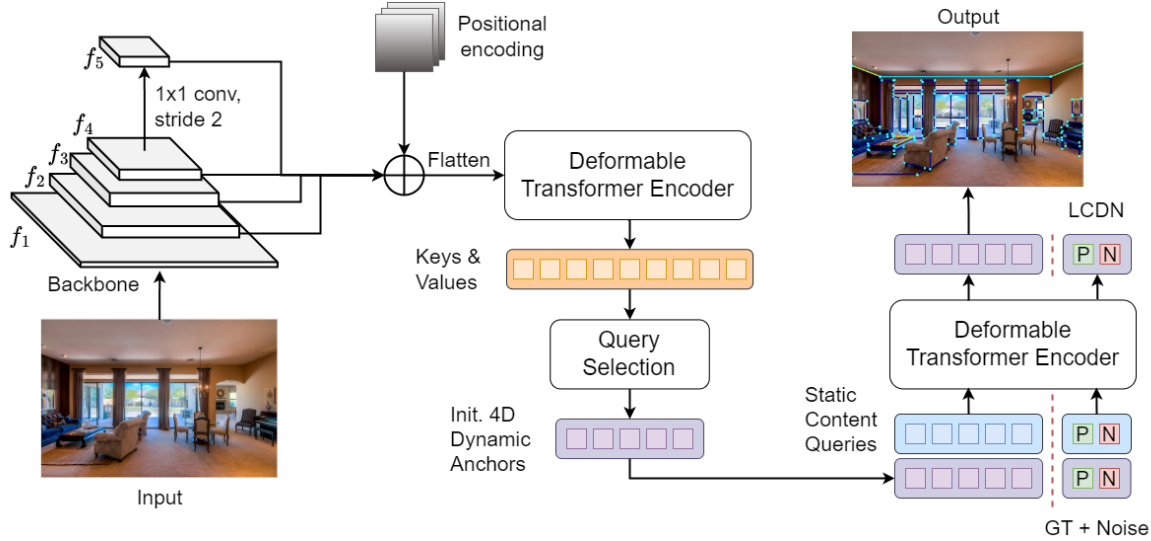 f5
1x1 conv,
stride 2
f4
f3
f2
f1
Backbone
Input
Positional
encoding
Flatten
Deformable
Transformer Encoder
Keys &
Values
Query
Selection
Init. 4D
Dynamic
Anchors
Output
LCDN
P N
Deformable
Transformer Encoder
Static
Content
Queries
P N
P N
GT + Noise